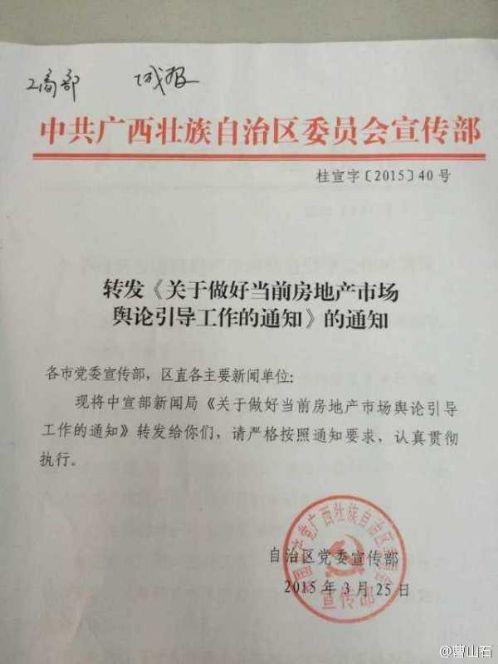 工商部 城报
中共广西壮族自治区委员会宣传部
桂宣字〔2015〕40号
转发《关于做好当前房地产市场
舆论引导工作的通知》的通知
各市党委宣传部，区直各主要新闻单位：
现将中宣部新闻局《关于做好当前房地产市场舆论引导
工作的通知》转发给你们，请严格按照通知要求，认真贯彻
执行。
自治区党委宣传部
2015年3月25日
中国共产党广西壮族自治区委员会
宣传部
@曹山石